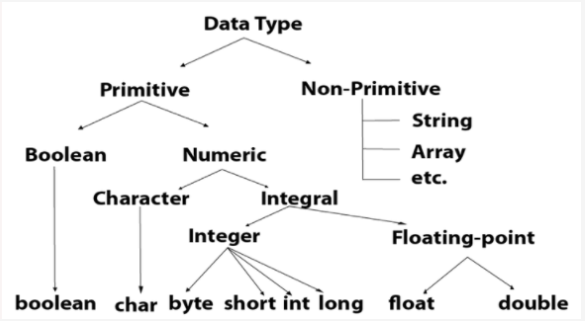 Data Type
Primitive
Non-Primitive
String
Array
etc.
Boolean
Numeric
Character
Integral
Integer
Floating-point
boolean char byte short int long float double